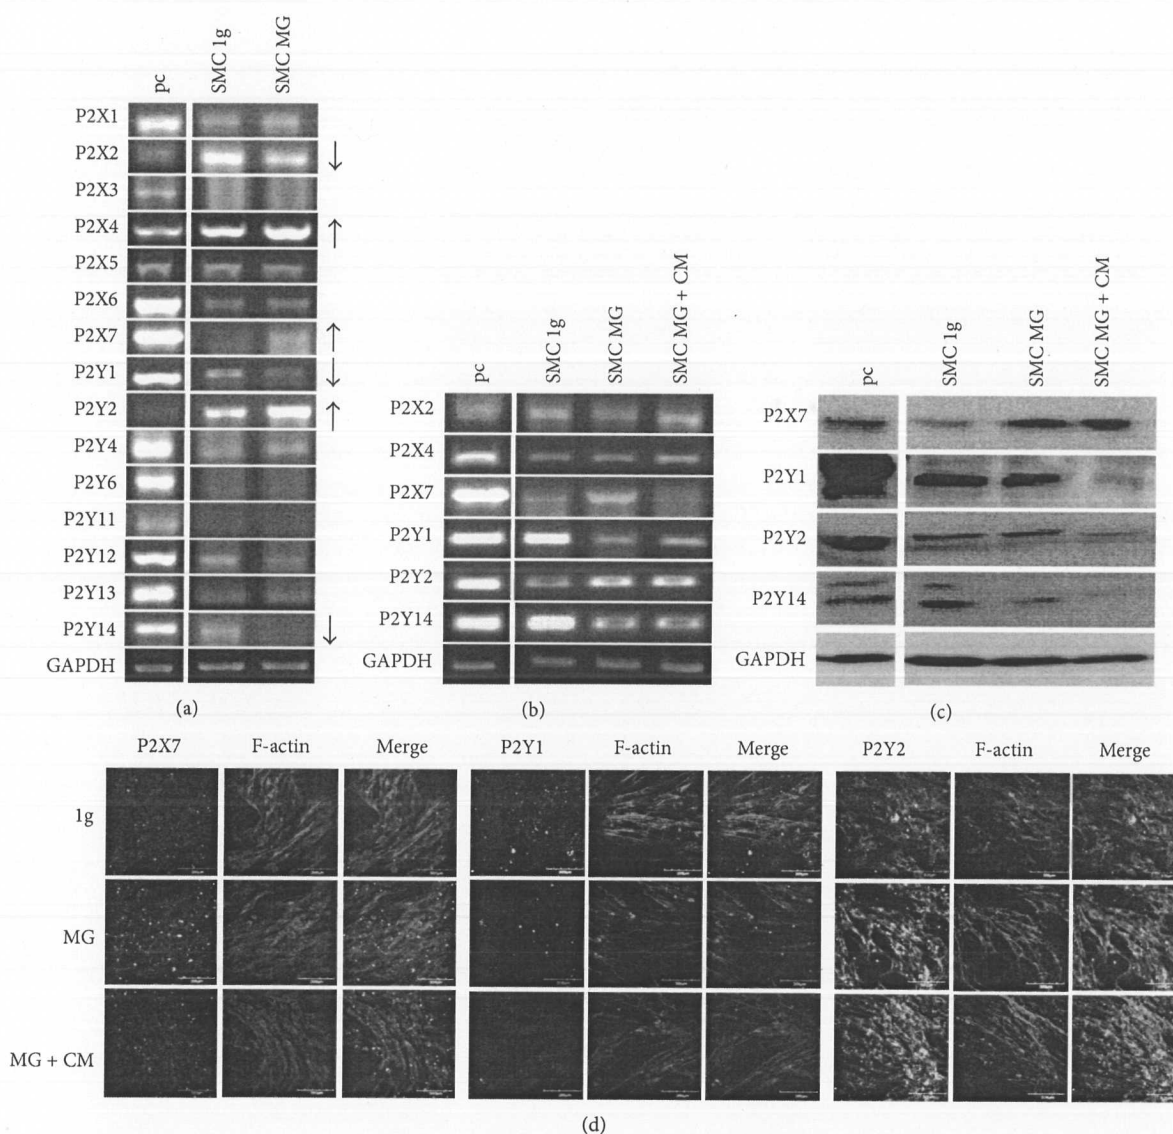 pc
SMC 1g
SMC MG
P2X1
P2X2 ↓
P2X3
P2X4 ↑
P2X5
P2X6
P2X7 ↑
P2Y1 ↓
P2Y2 ↑
P2Y4
P2Y6
P2Y11
P2Y12
P2Y13
P2Y14 ↓
GAPDH
(a)
pc
SMC 1g
SMC MG
SMC MG + CM
P2X2
P2X4
P2X7
P2Y1
P2Y2
P2Y14
GAPDH
(b)
pc
SMC 1g
SMC MG
SMC MG + CM
P2X7
P2Y1
P2Y2
P2Y14
GAPDH
(c)
P2X7 F-actin Merge P2Y1 F-actin Merge P2Y2 F-actin Merge
1g
MG
MG + CM
(d)